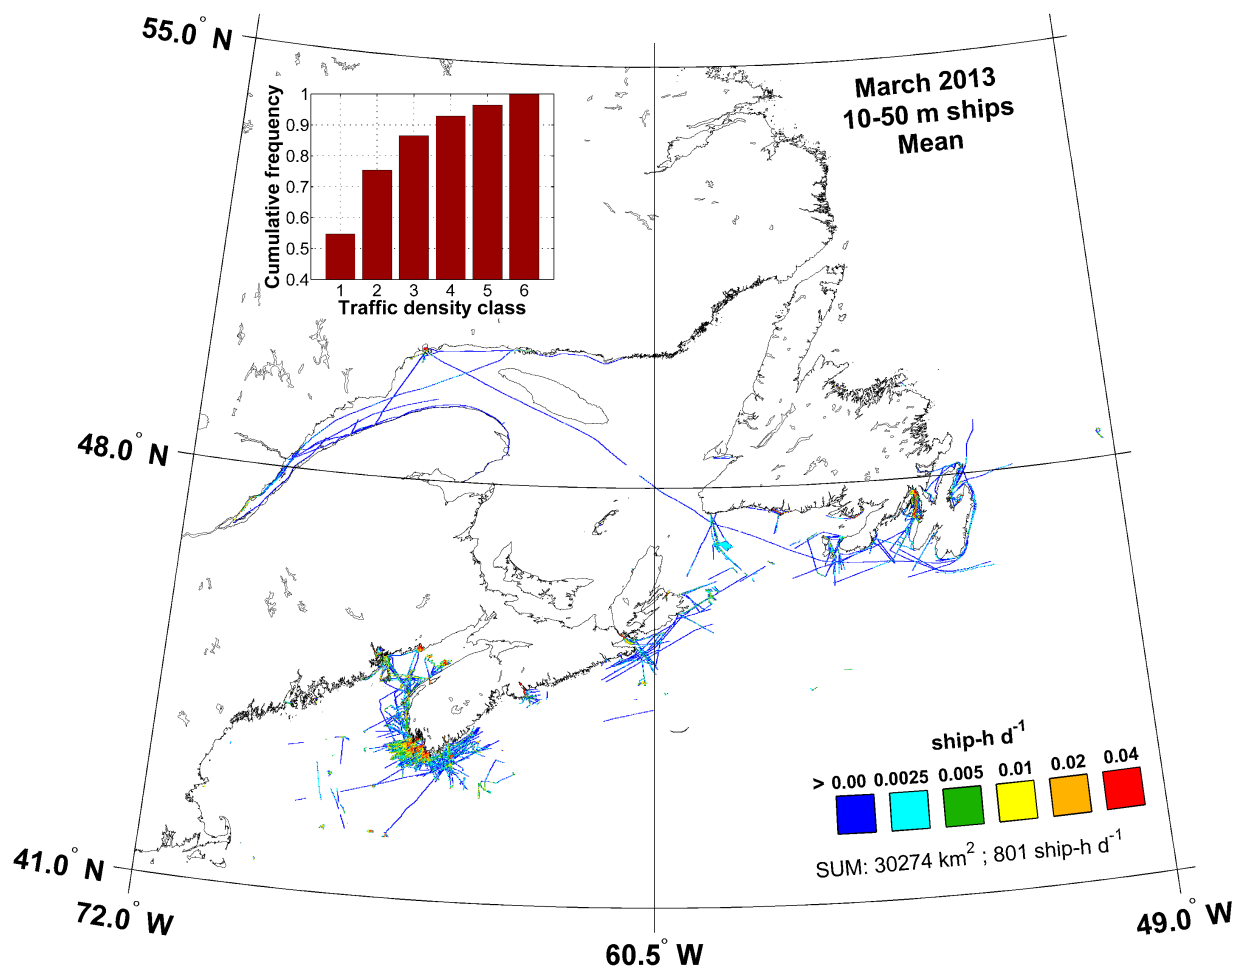 55.0° N
March 2013
10-50 m ships
Mean
Cumulative frequency
1
0.9
0.8
0.7
0.6
0.5
0.4
1 2 3 4 5 6
Traffic density class
48.0° N
ship-h d-1
> 0.00 0.0025 0.005 0.01 0.02 0.04
SUM: 30274 km2 ; 801 ship-h d-1
41.0° N
72.0° W
60.5° W
49.0° W